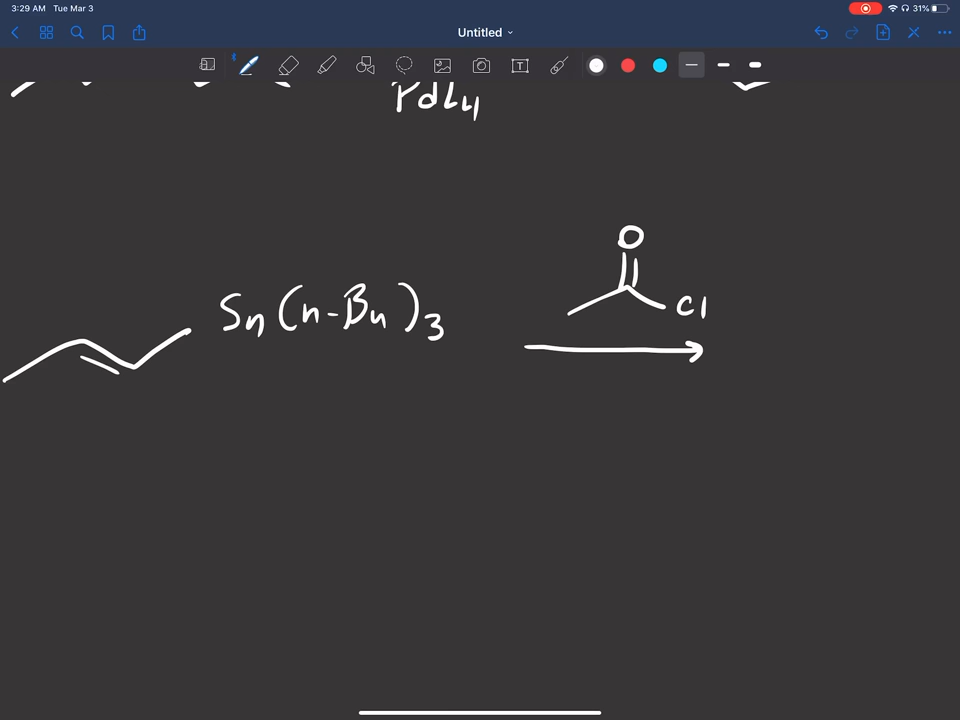 3:29 AM Tue Mar 3
31%
Untitled
T
PdL4
O
Sn(n-Bu)3
Cl